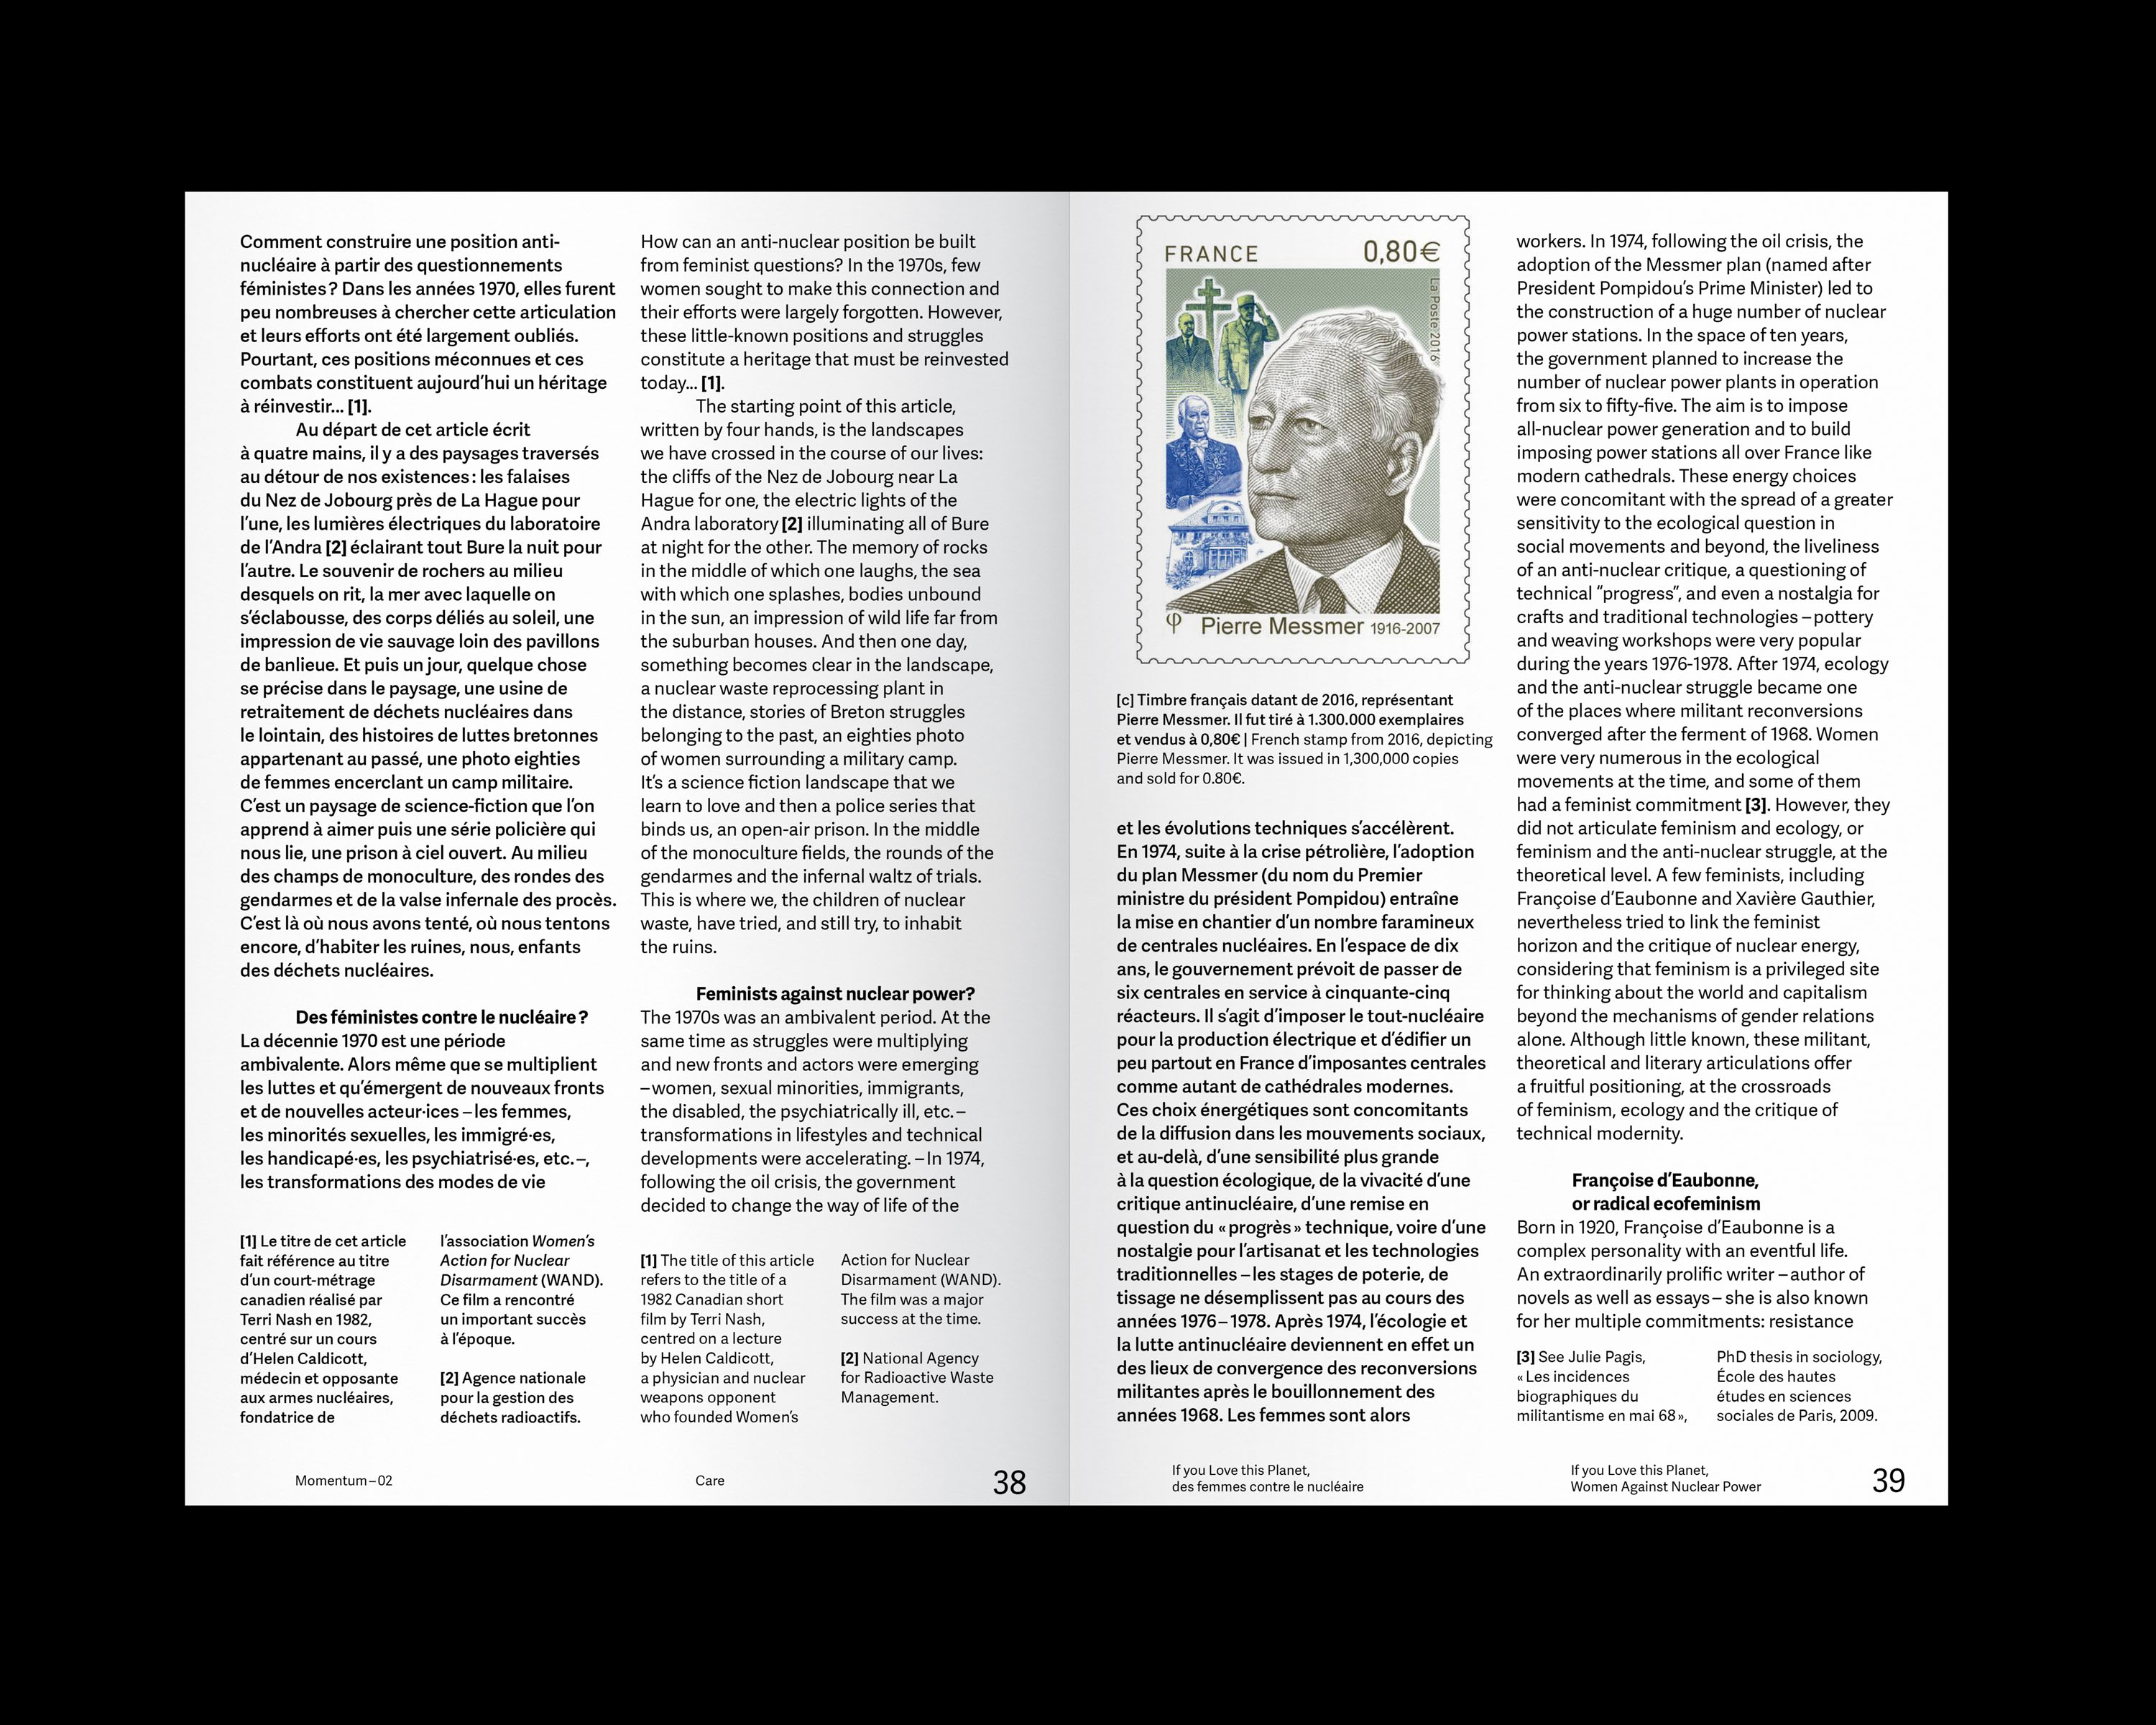 Comment construire une position anti-
nucléaire à partir des questionnements
féministes ? Dans les années 1970, elles furent
peu nombreuses à chercher cette articulation
et leurs efforts ont été largement oubliés.
Pourtant, ces positions méconnues et ces
combats constituent aujourd’hui un héritage
à réinvestir... [1].
Au départ de cet article écrit
à quatre mains, il y a des paysages traversés
au détour de nos existences : les falaises
du Nez de Jobourg près de La Hague pour
l’une, les lumières électriques du laboratoire
de l’Andra [2] éclairant tout Bure la nuit pour
l’autre. Le souvenir de rochers au milieu
desquels on rit, la mer avec laquelle on
s’éclabousse, des corps déliés au soleil, une
impression de vie sauvage loin des pavillons
de banlieue. Et puis un jour, quelque chose
se précise dans le paysage, une usine de
retraitement de déchets nucléaires dans
le lointain, des histoires de luttes bretonnes
appartenant au passé, une photo eighties
de femmes encerclant un camp militaire.
C’est un paysage de science-fiction que l’on
apprend à aimer puis une série policière qui
nous lie, une prison à ciel ouvert. Au milieu
des champs de monoculture, des rondes des
gendarmes et de la valse infernale des procès.
C’est là où nous avons tenté, où nous tentons
encore, d’habiter les ruines, nous, enfants
des déchets nucléaires.
Des féministes contre le nucléaire ?
La décennie 1970 est une période
ambivalente. Alors même que se multiplient
les luttes et qu’émergent de nouveaux fronts
et de nouvelles acteur·ices – les femmes,
les minorités sexuelles, les immigré·es,
les handicapé·es, les psychiatrisé·es, etc. –,
les transformations des modes de vie
[1] Le titre de cet article
fait référence au titre
d’un court-métrage
canadien réalisé par
Terri Nash en 1982,
centré sur un cours
d’Helen Caldicott,
médecin et opposante
aux armes nucléaires,
fondatrice de
l’association Women’s
Action for Nuclear
Disarmament (WAND).
Ce film a rencontré
un important succès
à l’époque.
[2] Agence nationale
pour la gestion des
déchets radioactifs.
How can an anti-nuclear position be built
from feminist questions? In the 1970s, few
women sought to make this connection and
their efforts were largely forgotten. However,
these little-known positions and struggles
constitute a heritage that must be reinvested
today... [1].
The starting point of this article,
written by four hands, is the landscapes
we have crossed in the course of our lives:
the cliffs of the Nez de Jobourg near La
Hague for one, the electric lights of the
Andra laboratory [2] illuminating all of Bure
at night for the other. The memory of rocks
in the middle of which one laughs, the sea
with which one splashes, bodies unbound
in the sun, an impression of wild life far from
the suburban houses. And then one day,
something becomes clear in the landscape,
a nuclear waste reprocessing plant in
the distance, stories of Breton struggles
belonging to the past, an eighties photo
of women surrounding a military camp.
It’s a science fiction landscape that we
learn to love and then a police series that
binds us, an open-air prison. In the middle
of the monoculture fields, the rounds of the
gendarmes and the infernal waltz of trials.
This is where we, the children of nuclear
waste, have tried, and still try, to inhabit
the ruins.
Feminists against nuclear power?
The 1970s was an ambivalent period. At the
same time as struggles were multiplying
and new fronts and actors were emerging
– women, sexual minorities, immigrants,
the disabled, the psychiatrically ill, etc. –
transformations in lifestyles and technical
developments were accelerating. – In 1974,
following the oil crisis, the government
decided to change the way of life of the
[1] The title of this article
refers to the title of a
1982 Canadian short
film by Terri Nash,
centred on a lecture
by Helen Caldicott,
a physician and nuclear
weapons opponent
who founded Women’s
Action for Nuclear
Disarmament (WAND).
The film was a major
success at the time.
[2] National Agency
for Radioactive Waste
Management.
Momentum – 02
Care
38
FRANCE 0,80€
La Poste 2016
Pierre Messmer 1916-2007
[c] Timbre français datant de 2016, représentant
Pierre Messmer. Il fut tiré à 1.300.000 exemplaires
et vendus à 0,80€ | French stamp from 2016, depicting
Pierre Messmer. It was issued in 1,300,000 copies
and sold for 0.80€.
et les évolutions techniques s’accélèrent.
En 1974, suite à la crise pétrolière, l’adoption
du plan Messmer (du nom du Premier
ministre du président Pompidou) entraîne
la mise en chantier d’un nombre faramineux
de centrales nucléaires. En l’espace de dix
ans, le gouvernement prévoit de passer de
six centrales en service à cinquante-cinq
réacteurs. Il s’agit d’imposer le tout-nucléaire
pour la production électrique et d’édifier un
peu partout en France d’imposantes centrales
comme autant de cathédrales modernes.
Ces choix énergétiques sont concomitants
de la diffusion dans les mouvements sociaux,
et au-delà, d’une sensibilité plus grande
à la question écologique, de la vivacité d’une
critique antinucléaire, d’une remise en
question du « progrès » technique, voire d’une
nostalgie pour l’artisanat et les technologies
traditionnelles – les stages de poterie, de
tissage ne désemplissent pas au cours des
années 1976 – 1978. Après 1974, l’écologie et
la lutte antinucléaire deviennent en effet un
des lieux de convergence des reconversions
militantes après le bouillonnement des
années 1968. Les femmes sont alors
workers. In 1974, following the oil crisis, the
adoption of the Messmer plan (named after
President Pompidou’s Prime Minister) led to
the construction of a huge number of nuclear
power stations. In the space of ten years,
the government planned to increase the
number of nuclear power plants in operation
from six to fifty-five. The aim is to impose
all-nuclear power generation and to build
imposing power stations all over France like
modern cathedrals. These energy choices
were concomitant with the spread of a greater
sensitivity to the ecological question in
social movements and beyond, the liveliness
of an anti-nuclear critique, a questioning of
technical “progress”, and even a nostalgia for
crafts and traditional technologies – pottery
and weaving workshops were very popular
during the years 1976-1978. After 1974, ecology
and the anti-nuclear struggle became one
of the places where militant reconversions
converged after the ferment of 1968. Women
were very numerous in the ecological
movements at the time, and some of them
had a feminist commitment [3]. However, they
did not articulate feminism and ecology, or
feminism and the anti-nuclear struggle, at the
theoretical level. A few feminists, including
Françoise d’Eaubonne and Xavière Gauthier,
nevertheless tried to link the feminist
horizon and the critique of nuclear energy,
considering that feminism is a privileged site
for thinking about the world and capitalism
beyond the mechanisms of gender relations
alone. Although little known, these militant,
theoretical and literary articulations offer
a fruitful positioning, at the crossroads
of feminism, ecology and the critique of
technical modernity.
Françoise d’Eaubonne,
or radical ecofeminism
Born in 1920, Françoise d’Eaubonne is a
complex personality with an eventful life.
An extraordinarily prolific writer – author of
novels as well as essays – she is also known
for her multiple commitments: resistance
[3] See Julie Pagis,
« Les incidences
biographiques du
militantisme en mai 68 »,
PhD thesis in sociology,
École des hautes
études en sciences
sociales de Paris, 2009.
If you Love this Planet,
des femmes contre le nucléaire
If you Love this Planet,
Women Against Nuclear Power
39